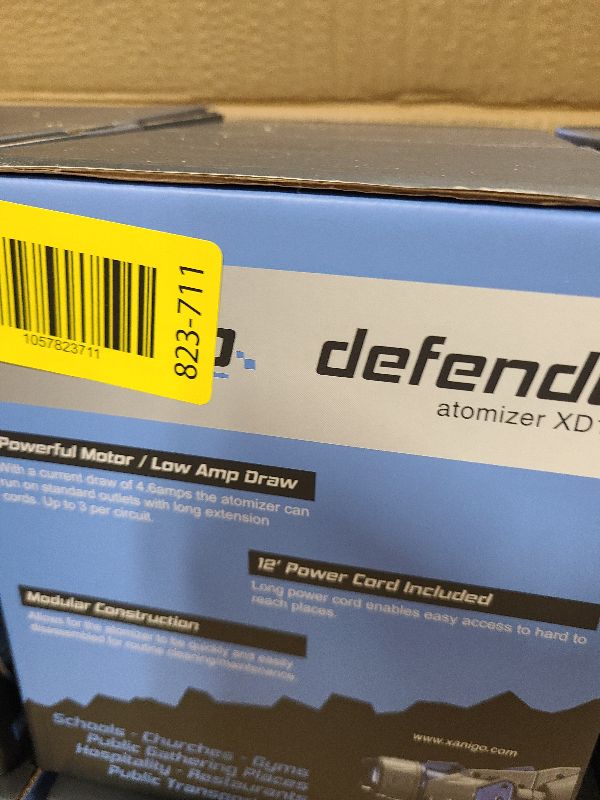 1057823711
823-711
defend
atomizer XD
Powerful Motor / Low Amp Draw
With a current draw of 4.6amps the atomizer can
run on standard outlets with long extension
cords. Up to 3 per circuit.
12' Power Cord Included
Long power cord enables easy access to hard to
reach places.
Modular Construction
Allows for the atomizer to be quickly and easily
disassembled for routine cleaning/maintenance.
Schools - Churches - Gyms
Public Gathering Places
Hospitality - Restaurants
Public Transpo
www.xanigo.com